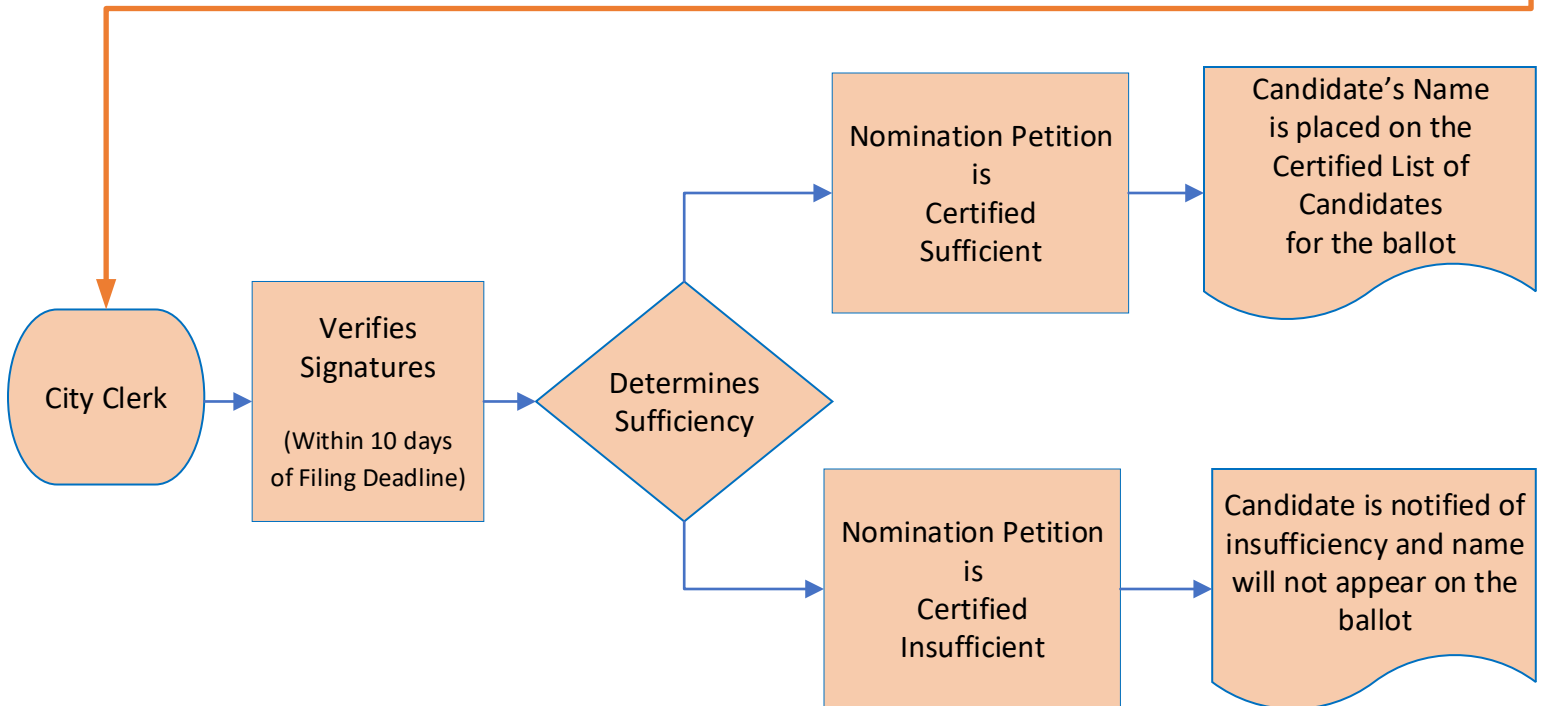 City Clerk
Verifies
Signatures
(Within 10 days
of Filing Deadline)
Determines
Sufficiency
Nomination Petition
is
Certified
Sufficient
Candidate’s Name
is placed on the
Certified List of
Candidates
for the ballot
Nomination Petition
is
Certified
Insufficient
Candidate is notified of
insufficiency and name
will not appear on the
ballot